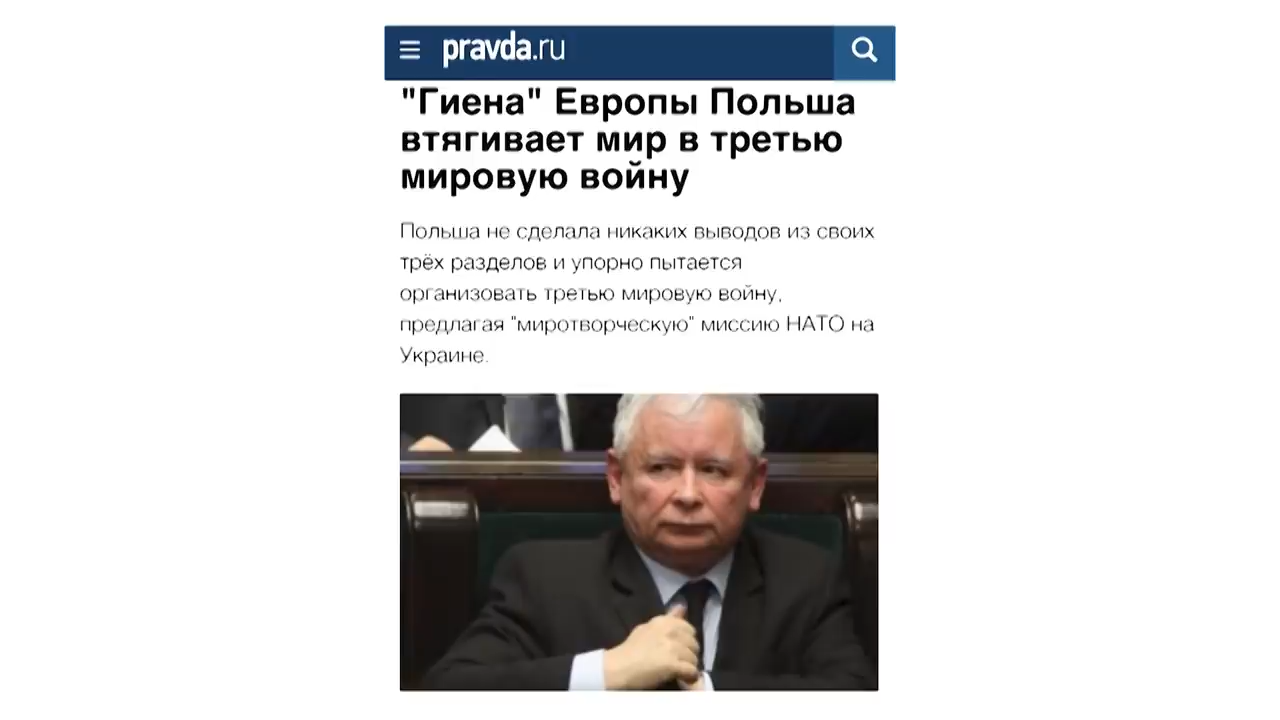 pravda.ru
"Гиена" Европы Польша
втягивает мир в третью
мировую войну
Польша не сделала никаких выводов из своих
трёх разделов и упорно пытается
организовать третью мировую войну,
предлагая "миротворческую" миссию НАТО на
Украине.